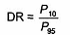 DR = P10 / P95